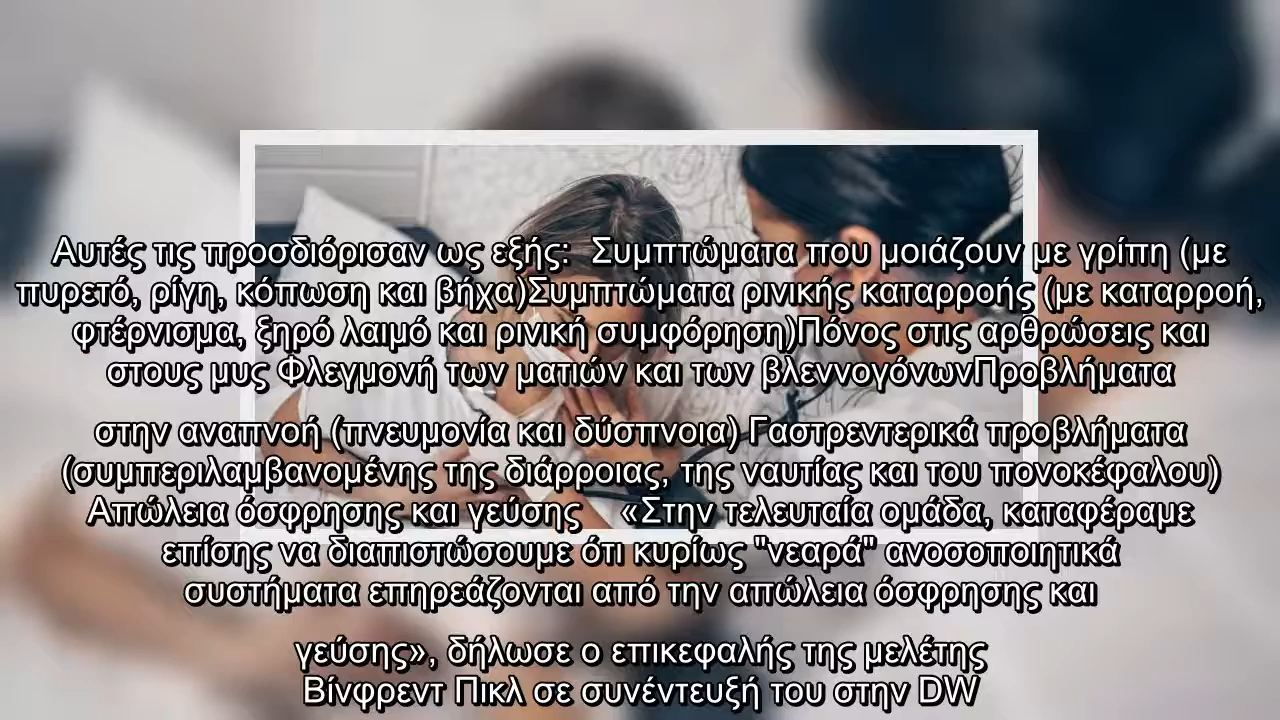 Αυτές τις προσδιόρισαν ως εξής:  Συμπτώματα που μοιάζουν με γρίπη (με
πυρετό, ρίγη, κόπωση και βήχα)Συμπτώματα ρινικής καταρροής (με καταρροή,
φτέρνισμα, ξηρό λαιμό και ρινική συμφόρηση)Πόνος στις αρθρώσεις και
στους μυς Φλεγμονή των ματιών και των βλεννογόνωνΠροβλήματα
στην αναπνοή (πνευμονία και δύσπνοια) Γαστρεντερικά προβλήματα
(συμπεριλαμβανομένης της διάρροιας, της ναυτίας και του πονοκέφαλου)
Απώλεια όσφρησης και γεύσης    «Στην τελευταία ομάδα, καταφέραμε
επίσης να διαπιστώσουμε ότι κυρίως "νεαρά" ανοσοποιητικά
συστήματα επηρεάζονται από την απώλεια όσφρησης και
γεύσης», δήλωσε ο επικεφαλής της μελέτης
Βίνφρεντ Πικλ σε συνέντευξή του στην DW